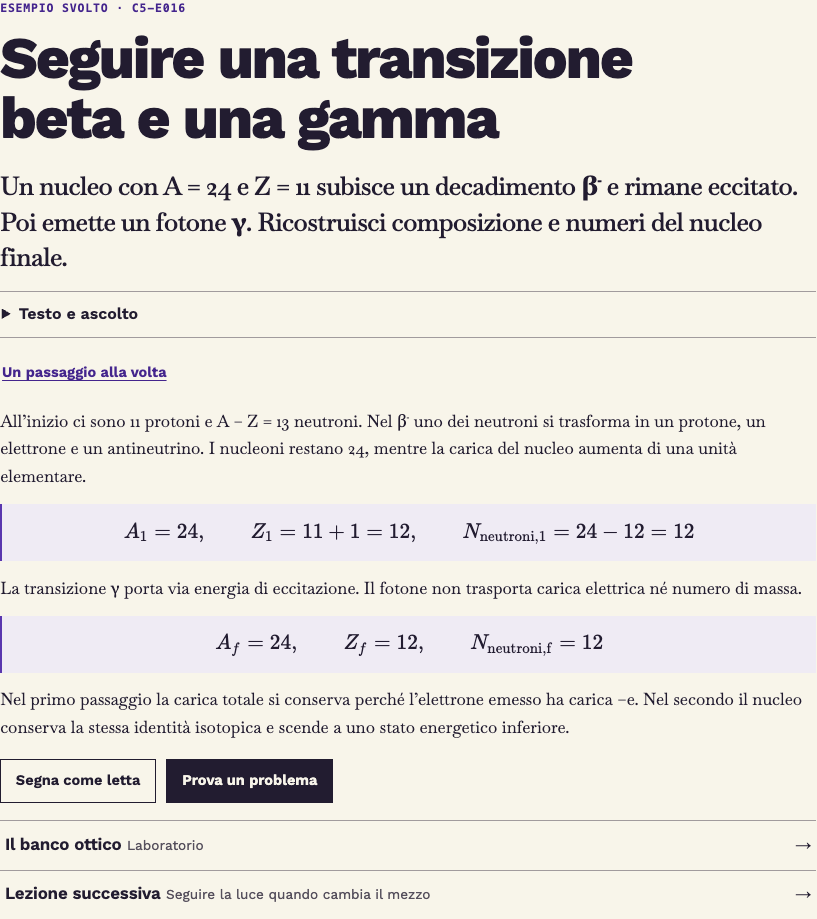 ESEMPIO SVOLTO · C5-E016
Seguire una transizione
beta e una gamma
Un nucleo con A = 24 e Z = 11 subisce un decadimento β⁻ e rimane eccitato.
Poi emette un fotone γ. Ricostruisci composizione e numeri del nucleo
finale.
▶ Testo e ascolto
Un passaggio alla volta
All’inizio ci sono 11 protoni e A – Z = 13 neutroni. Nel β⁻ uno dei neutroni si trasforma in un protone, un
elettrone e un antineutrino. I nucleoni restano 24, mentre la carica del nucleo aumenta di una unità
elementare.
A₁ = 24, Z₁ = 11 + 1 = 12, N_neutroni,1 = 24 − 12 = 12
La transizione γ porta via energia di eccitazione. Il fotone non trasporta carica elettrica né numero di massa.
A_f = 24, Z_f = 12, N_neutroni,f = 12
Nel primo passaggio la carica totale si conserva perché l’elettrone emesso ha carica –e. Nel secondo il nucleo
conserva la stessa identità isotopica e scende a uno stato energetico inferiore.
Segna come letta Prova un problema
Il banco ottico Laboratorio →
Lezione successiva Seguire la luce quando cambia il mezzo →